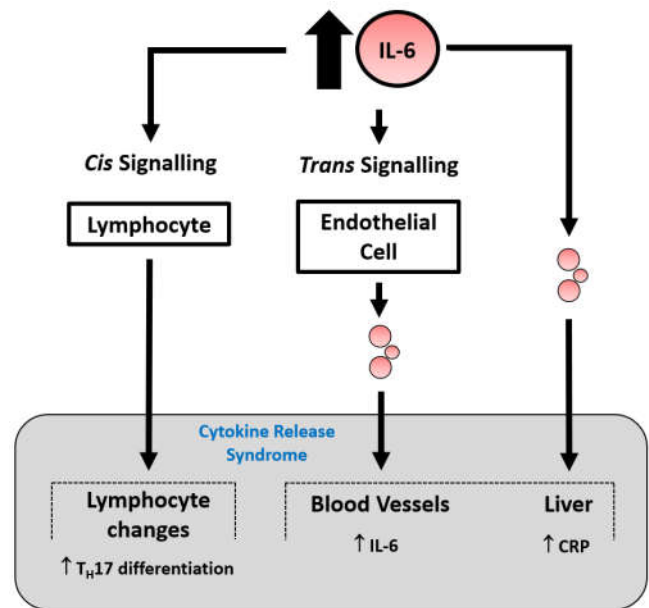 IL-6
Cis Signalling
Trans Signalling
Lymphocyte
Endothelial
Cell
Cytokine Release
Syndrome
Lymphocyte
changes
↑ TH17 differentiation
Blood Vessels
↑ IL-6
Liver
↑ CRP